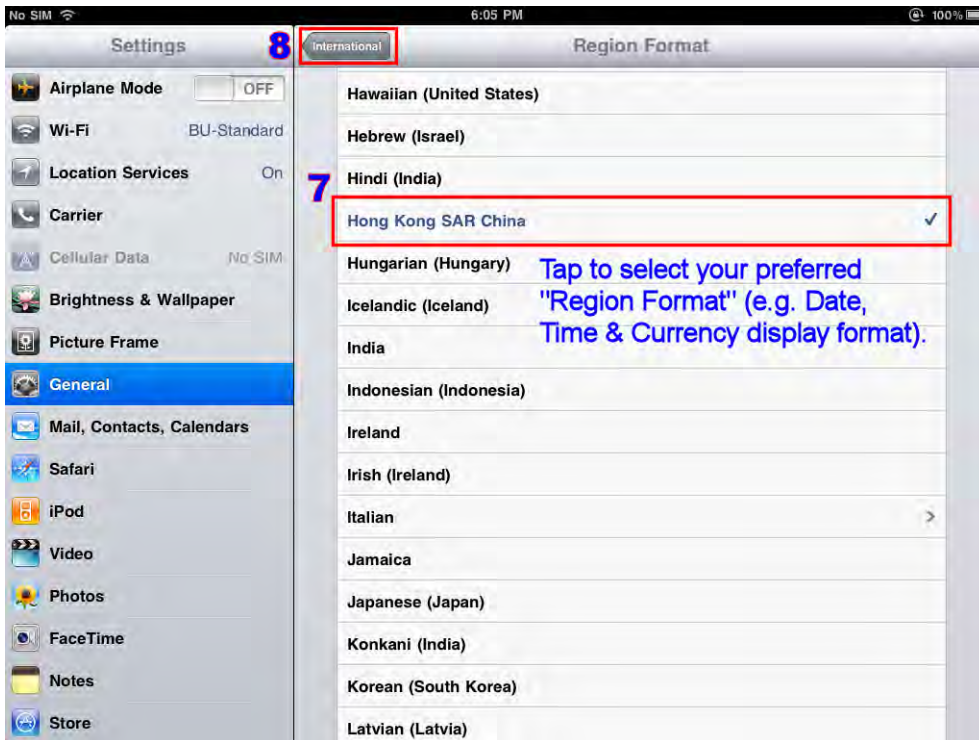 No SIM 6:05 PM 100%
Settings
8 International Region Format
Airplane Mode OFF
Wi-Fi BU-Standard
Location Services On
Carrier
Cellular Data No SIM
Brightness & Wallpaper
Picture Frame
General
Mail, Contacts, Calendars
Safari
iPod
Video
Photos
FaceTime
Notes
Store
Hawaiian (United States)
Hebrew (Israel)
Hindi (India)
7
Hong Kong SAR China
Hungarian (Hungary)
Icelandic (Iceland)
India
Indonesian (Indonesia)
Ireland
Irish (Ireland)
Italian
Jamaica
Japanese (Japan)
Konkani (India)
Korean (South Korea)
Latvian (Latvia)
Tap to select your preferred
"Region Format" (e.g. Date,
Time & Currency display format).